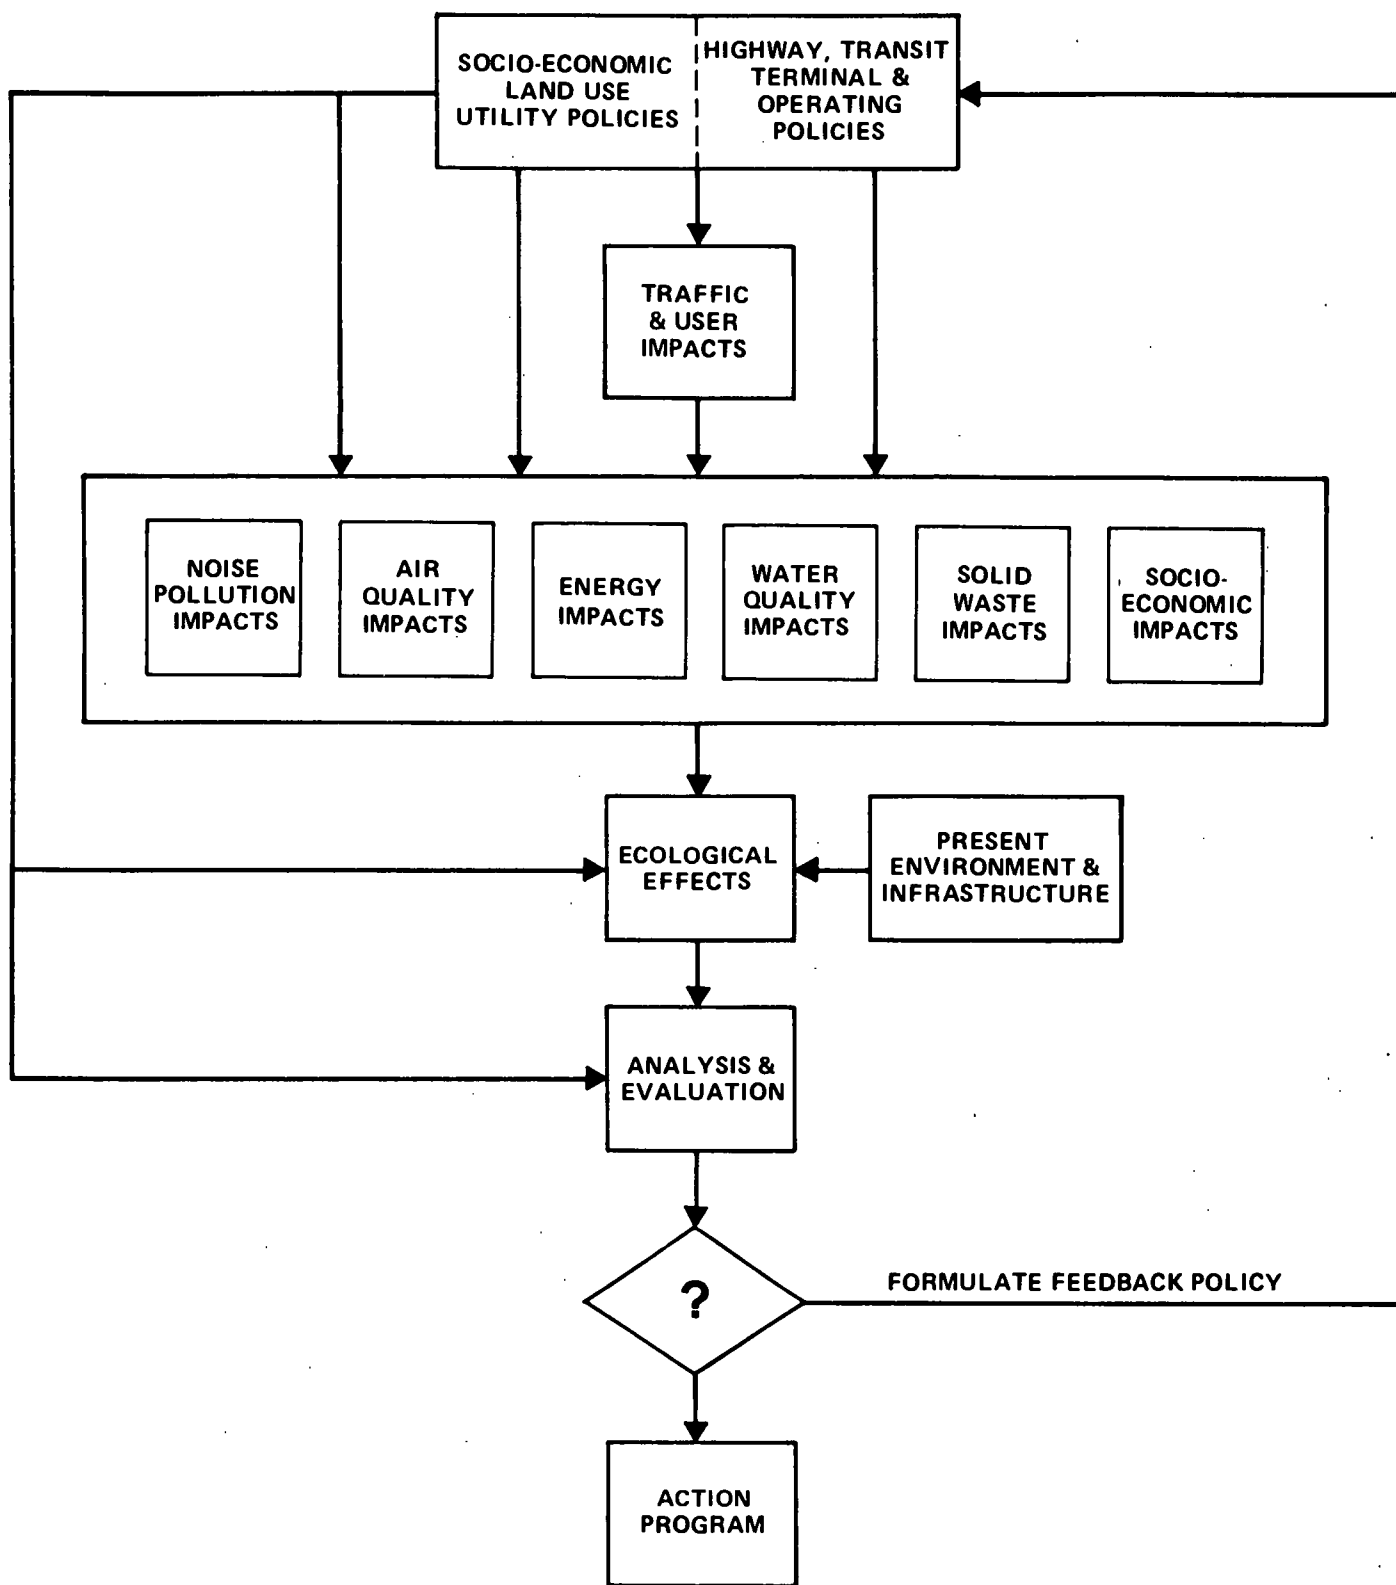 SOCIO-ECONOMIC
LAND USE
UTILITY POLICIES
HIGHWAY, TRANSIT
TERMINAL &
OPERATING
POLICIES
TRAFFIC
& USER
IMPACTS
NOISE
POLLUTION
IMPACTS
AIR
QUALITY
IMPACTS
ENERGY
IMPACTS
WATER
QUALITY
IMPACTS
SOLID
WASTE
IMPACTS
SOCIO-
ECONOMIC
IMPACTS
ECOLOGICAL
EFFECTS
PRESENT
ENVIRONMENT &
INFRASTRUCTURE
ANALYSIS &
EVALUATION
?
FORMULATE FEEDBACK POLICY
ACTION
PROGRAM